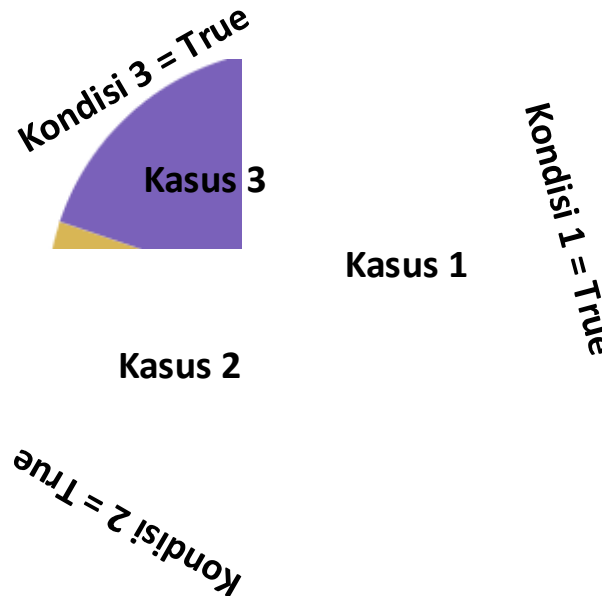 Kondisi 3 = True
Kasus 3
Kondisi 1 = True
Kasus 1
Kasus 2
Kondisi 2 = True